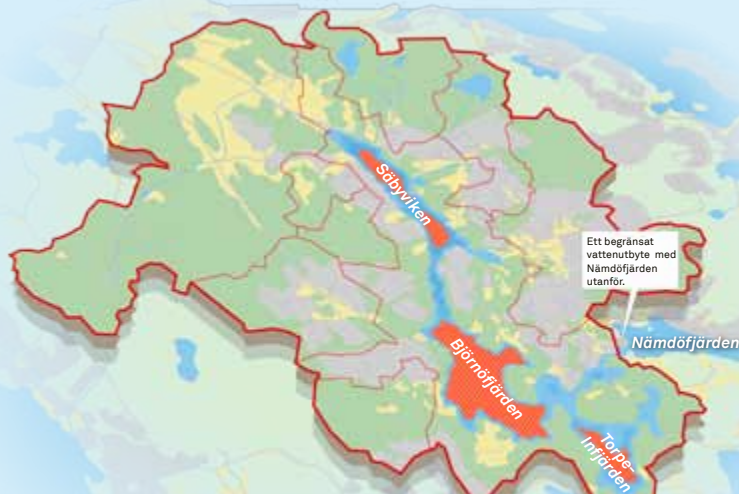 Säbyviken
Ett begränsat
vattenutbyte med
Nämdöfjärden
utanför.
Nämdöfjärden
Björnöfjärden
Torpe-
Infjärden